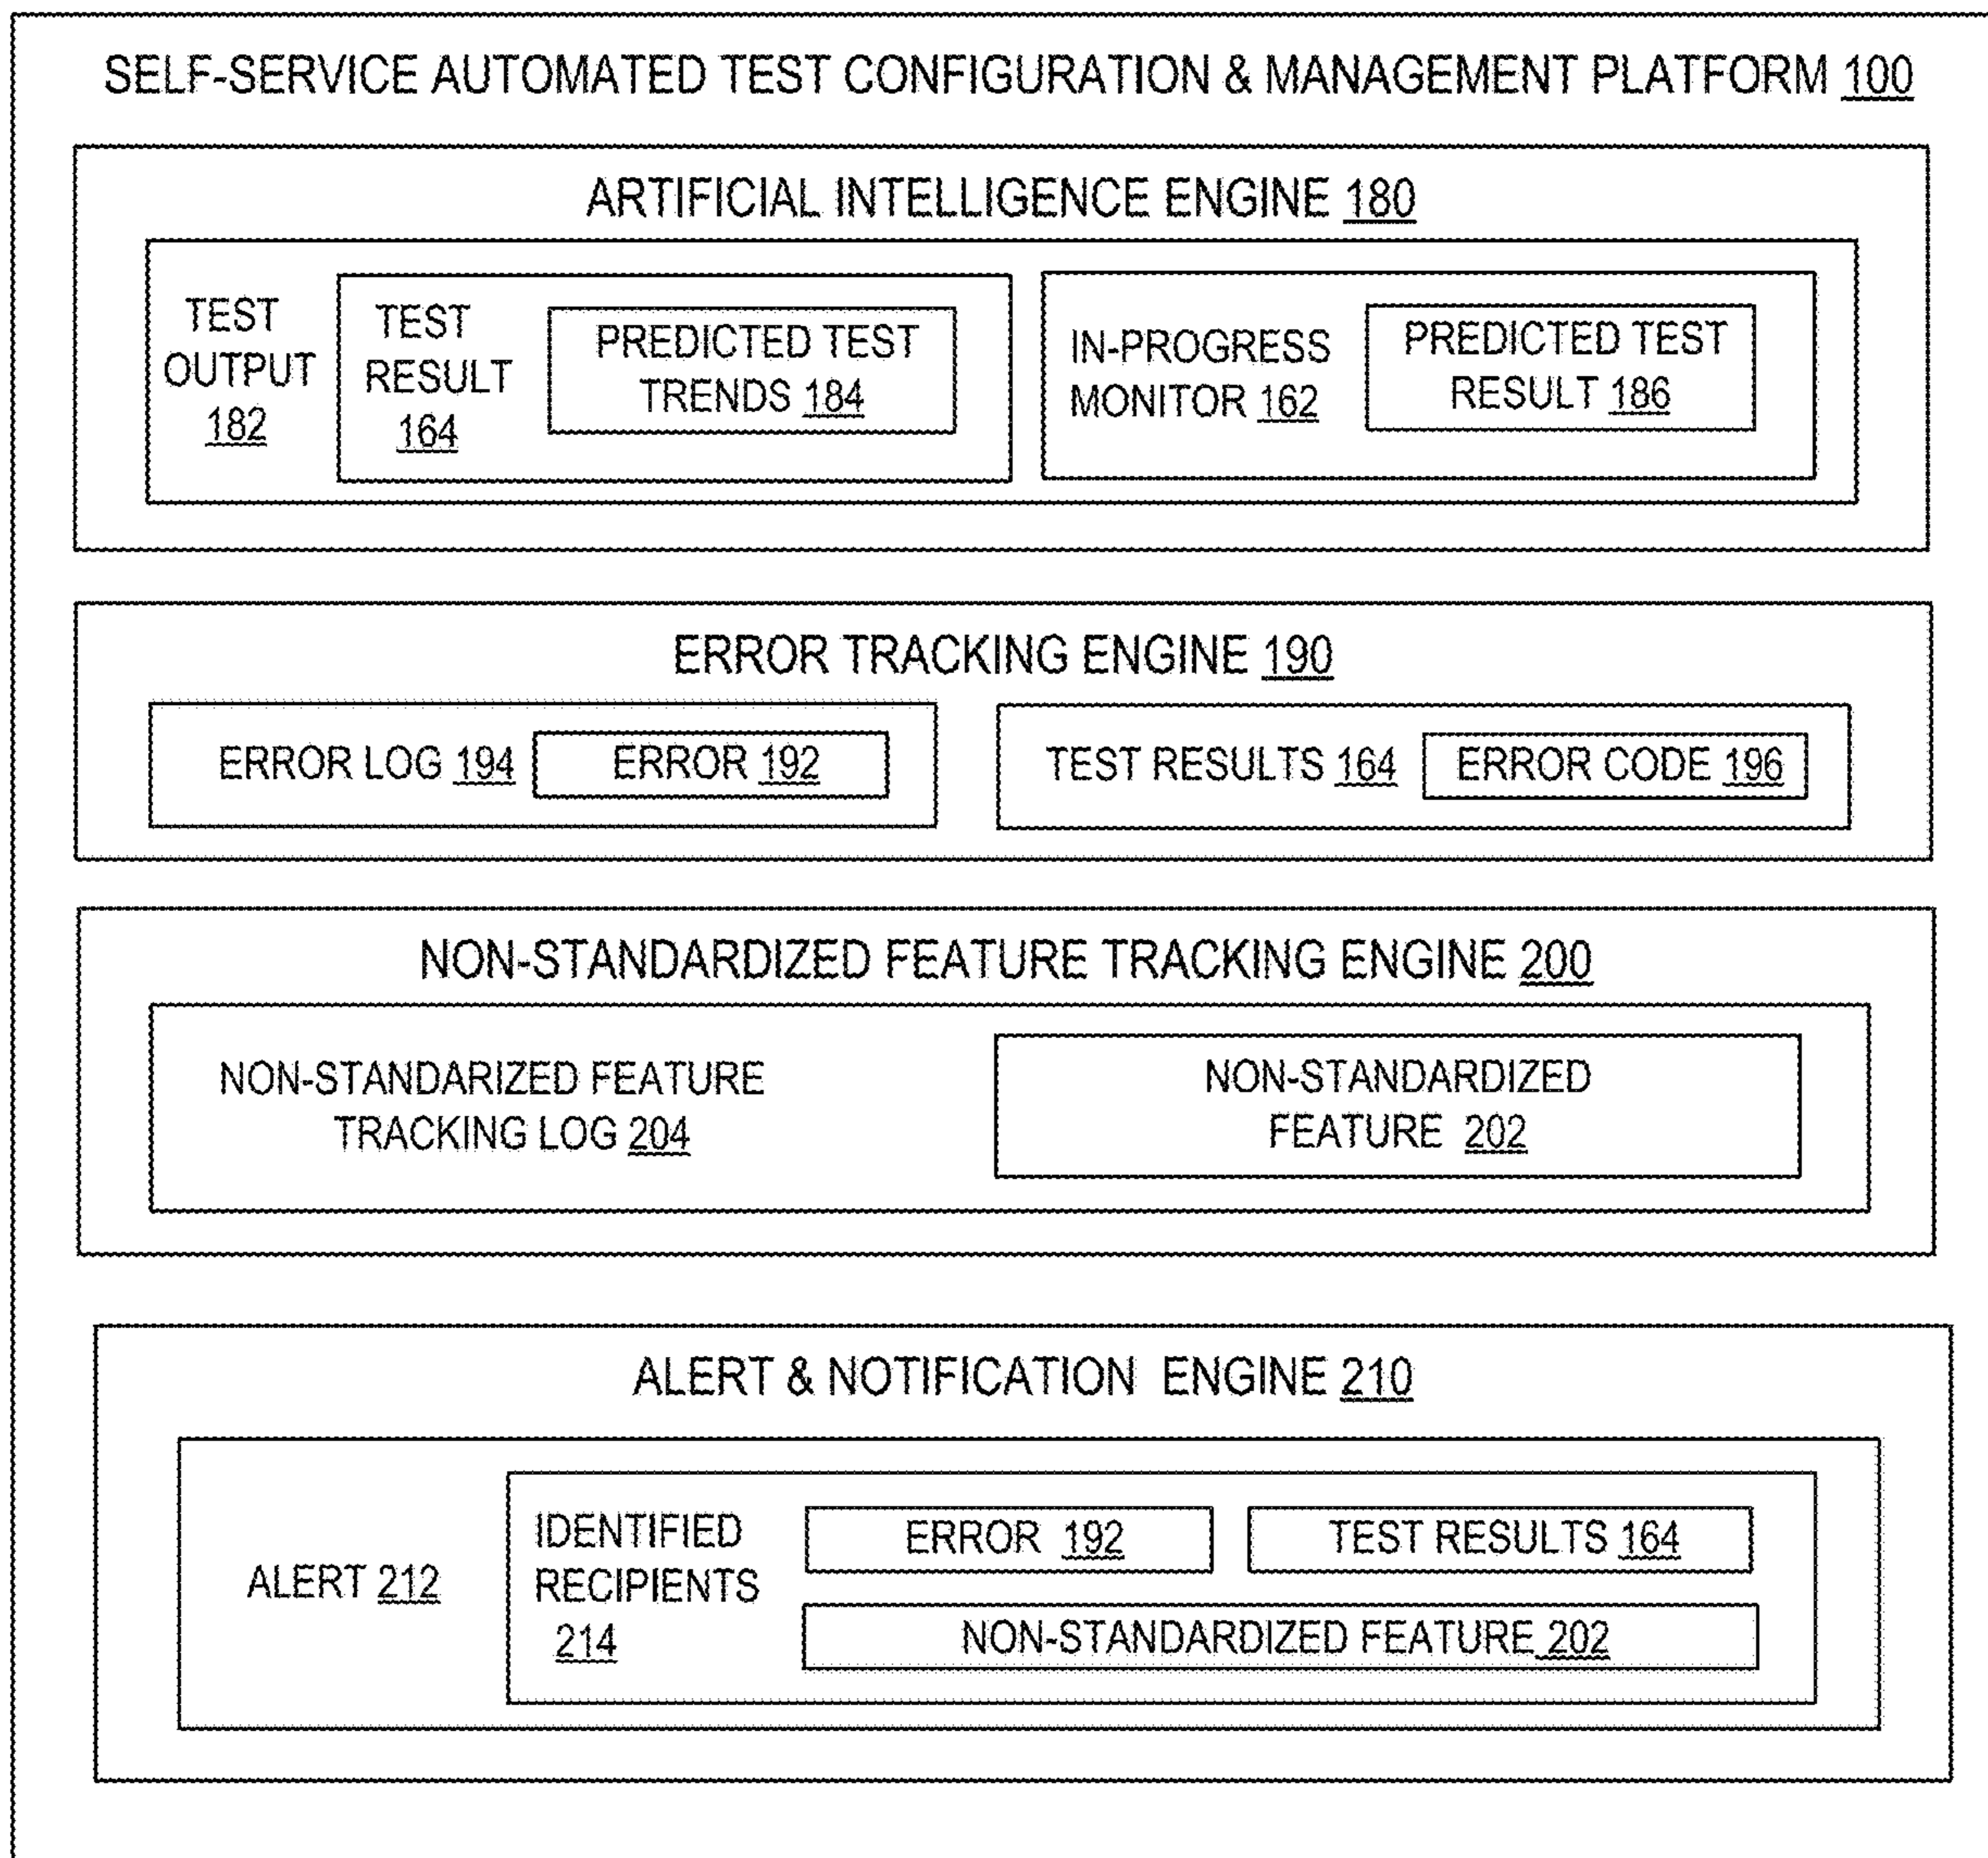 SELF-SERVICE AUTOMATED TEST CONFIGURATION & MANAGEMENT PLATFORM 100
ARTIFICIAL INTELLIGENCE ENGINE 180
TEST
OUTPUT
182
TEST
RESULT
164
PREDICTED TEST
TRENDS 184
IN-PROGRESS
MONITOR 162
PREDICTED TEST
RESULT 186
ERROR TRACKING ENGINE 190
ERROR LOG 194
ERROR 192
TEST RESULTS 164
ERROR CODE 196
NON-STANDARDIZED FEATURE TRACKING ENGINE 200
NON-STANDARIZED FEATURE
TRACKING LOG 204
NON-STANDARDIZED
FEATURE 202
ALERT & NOTIFICATION ENGINE 210
ALERT 212
IDENTIFIED
RECIPIENTS
214
ERROR 192
TEST RESULTS 164
NON-STANDARDIZED FEATURE 202